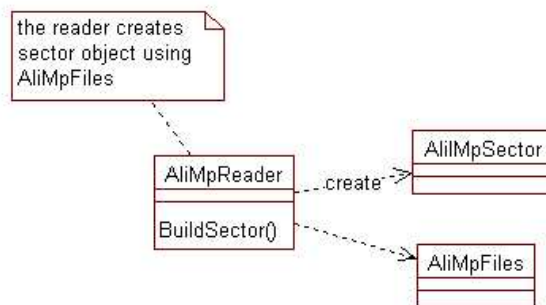 the reader creates
sector object using
AliMpFiles
AliMpReader
BuildSector()
create
AliIMpSector
AliMpFiles